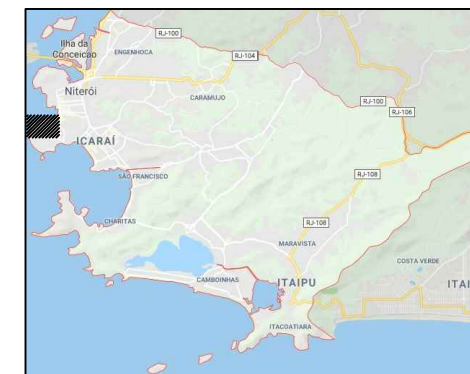 RJ-100
Ilha da
Conceicao
ENGENHOCA
RJ-104
Niterói
CARAMUJO
RJ-100
RJ-106
ICARAÍ
SÃO FRANCISCO
RJ-108
CHARITAS
RJ-108
MARAVISTA
COSTA VERDE
CAMBOINHAS
ITAIPU
ITAI
ITACOATIARA